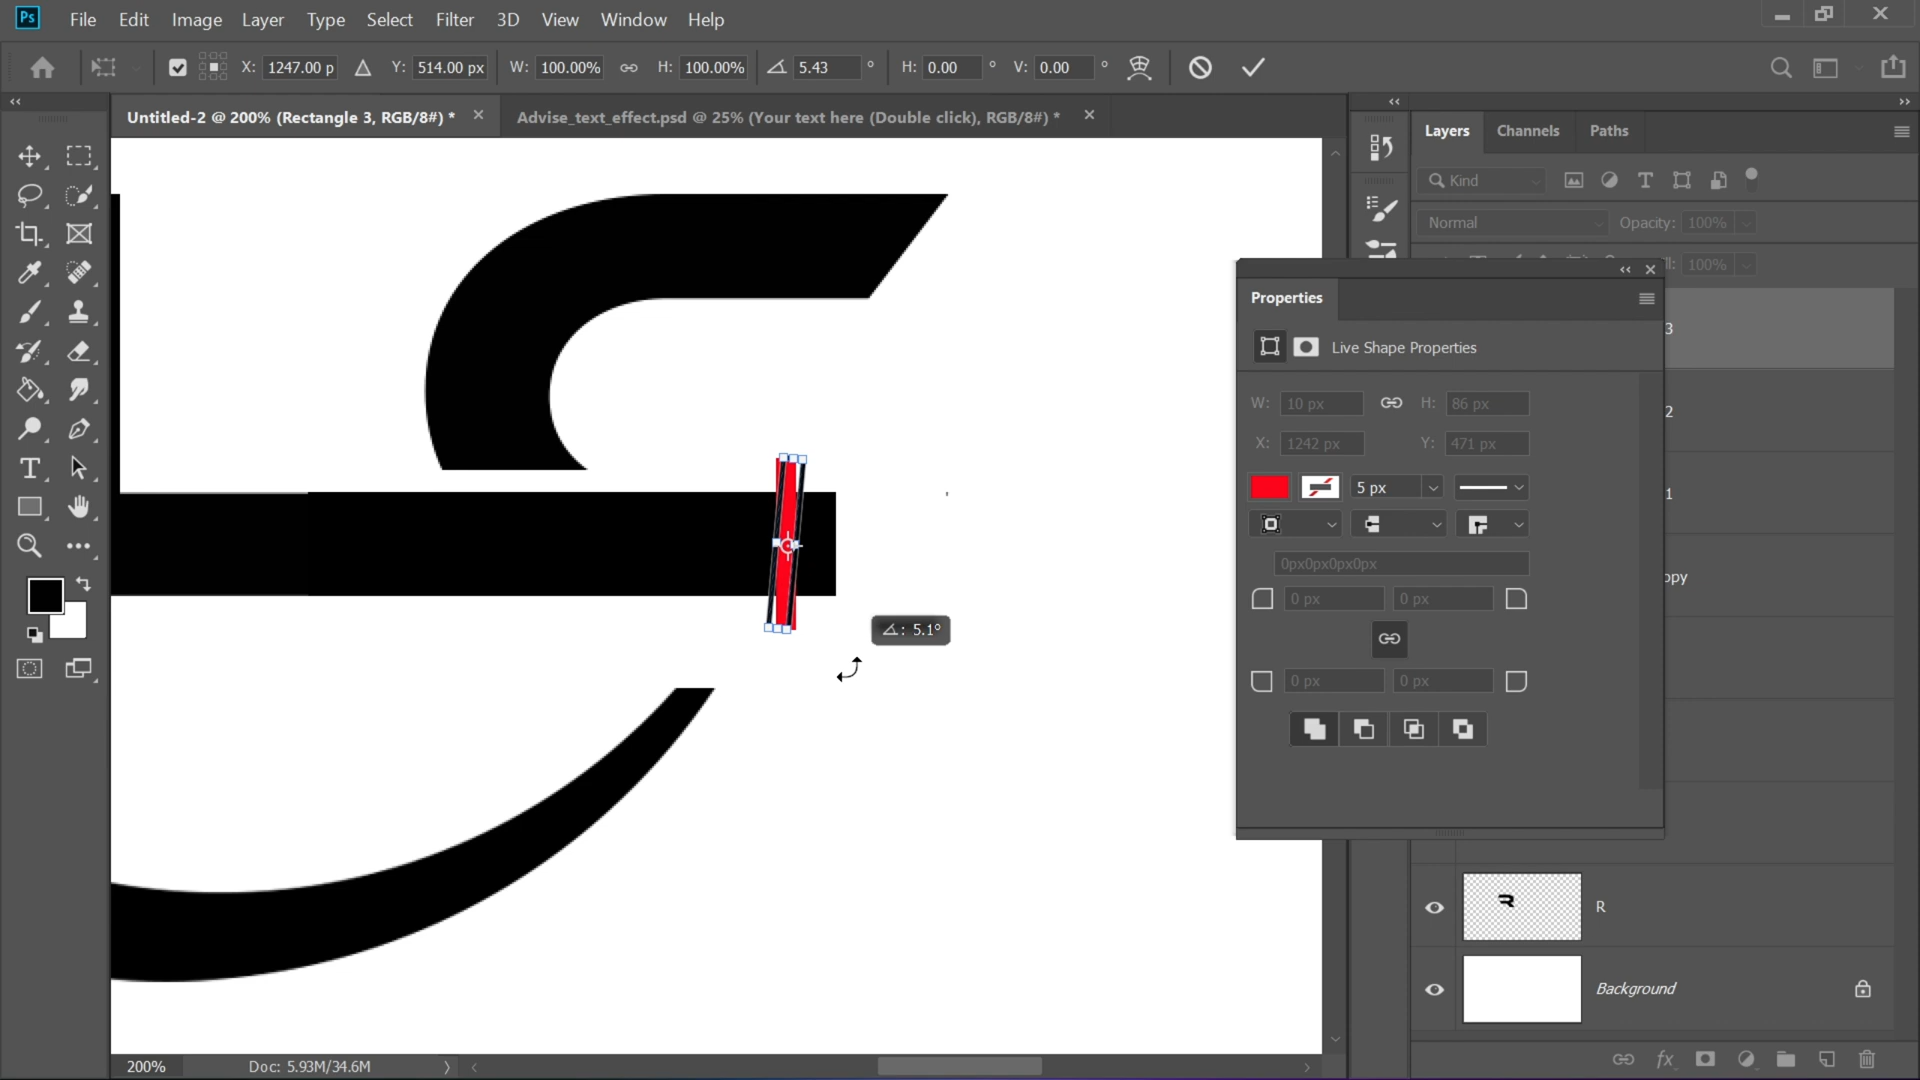 Ps File Edit Image Layer Type Select Filter 3D View Window Help
X: 1247.00 p Y: 514.00 px W: 100.00% H: 100.00% 5.43 ° H: 0.00 ° V: 0.00 °
Untitled-2 @ 200% (Rectangle 3, RGB/8#) * Advise_text_effect.psd @ 25% (Your text here (Double click), RGB/8#) *
Layers Channels Paths
Kind
Normal Opacity: 100%
100%
Properties
3
Live Shape Properties
W: 10 px H: 86 px
2
X: 1242 px Y: 471 px
5 px
1
0px0px0px0px
opy
0 px 0 px
: 5.1°
0 px 0 px
R
Background
200% Doc: 5.93M/34.6M